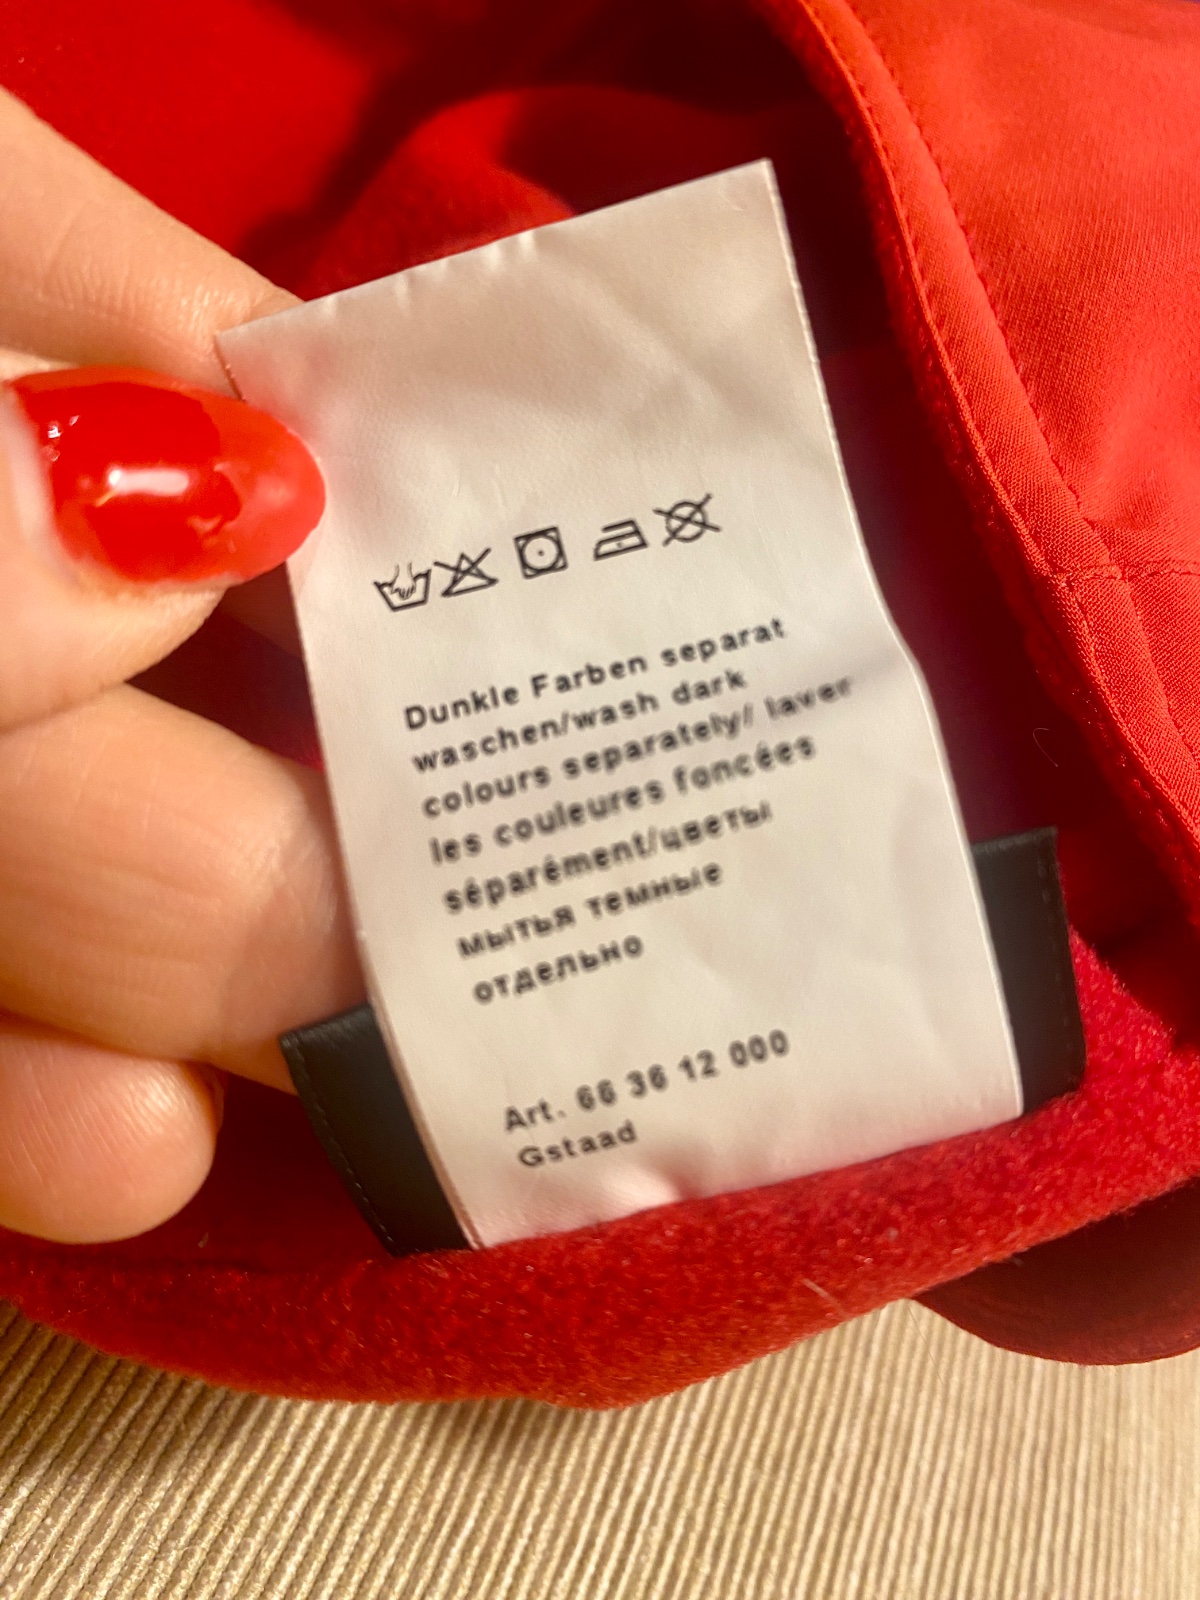 Dunkle Farben separat
waschen/wash dark
colours separately/ laver
les couleures foncées
séparément/цветы
мытья темные
отдельно
Art. 66 36 12 000
Gstaad